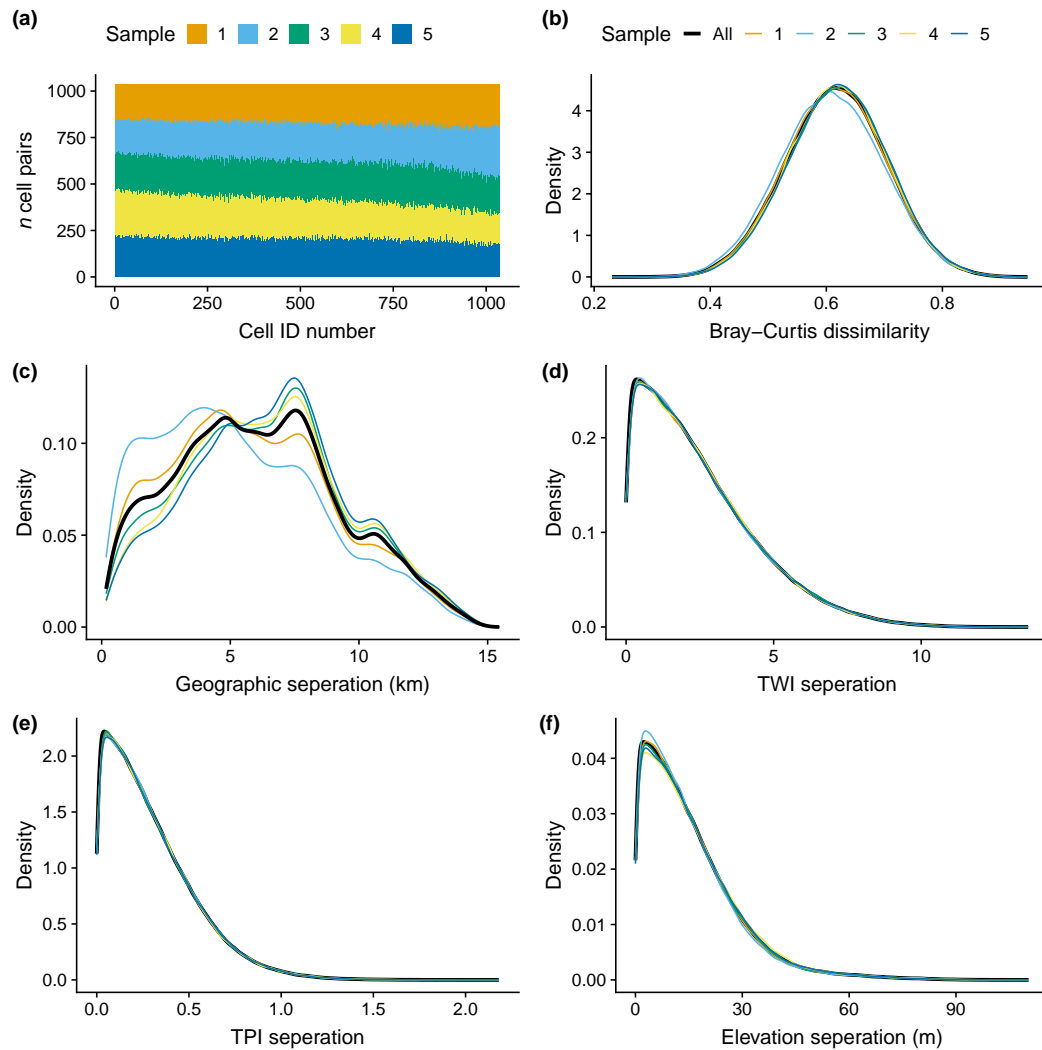 (a)
Sample 1 2 3 4 5
1000
750
500
250
0
n cell pairs
0 250 500 750 1000
Cell ID number
(b)
Sample All 1 2 3 4 5
4
3
2
1
0
Density
0.2 0.4 0.6 0.8
Bray−Curtis dissimilarity
(c)
0.10
0.05
0.00
Density
0 5 10 15
Geographic seperation (km)
(d)
0.2
0.1
0.0
Density
0 5 10
TWI seperation
(e)
2.0
1.5
1.0
0.5
0.0
Density
0.0 0.5 1.0 1.5 2.0
TPI seperation
(f)
0.04
0.03
0.02
0.01
0.00
Density
0 30 60 90
Elevation seperation (m)